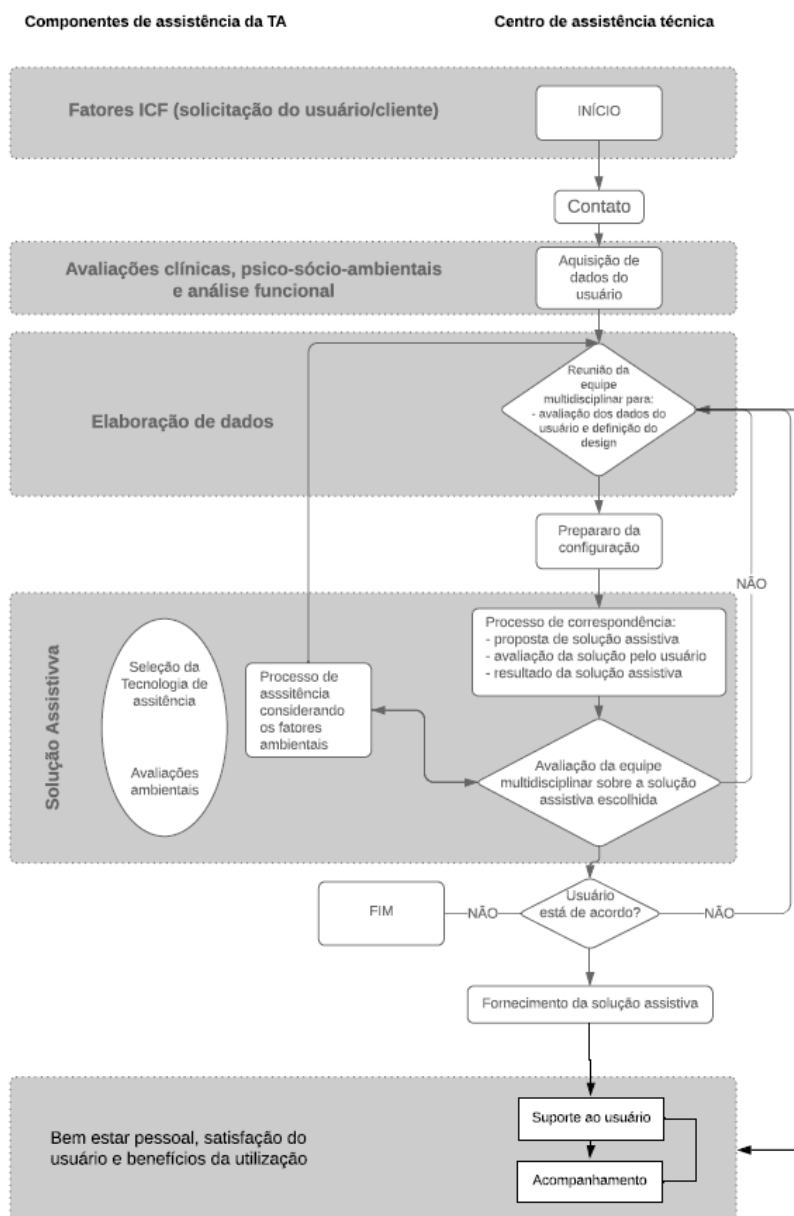 Componentes de assistência da TA
Centro de assistência técnica
Fatores ICF (solicitação do usuário/cliente)
INÍCIO
Contato
Avaliações clínicas, psico-sócio-ambientais
e análise funcional
Aquisição de
dados do
usuário
Elaboração de dados
Reunião da
equipe
multidisciplinar para:
- avaliação dos dados do
usuário e definição do
design
Prepararo da
configuração
NÃO
Solução Assistivva
Seleção da
Tecnologia de
assitência
Avaliações
ambientais
Processo de
asssitência
considerando
os fatores
ambientais
Processo de correspondência:
- proposta de solução assistiva
- avaliação da solução pelo usuário
- resultado da solução assistiva
Avaliação da equipe
multidisciplinar sobre a solução
assistiva escolhida
FIM
NÃO
Usuário
está de acordo?
NÃO
Fornecimento da solução assistiva
Bem estar pessoal, satisfação do
usuário e benefícios da utilização
Suporte ao usuário
Acompanhamento